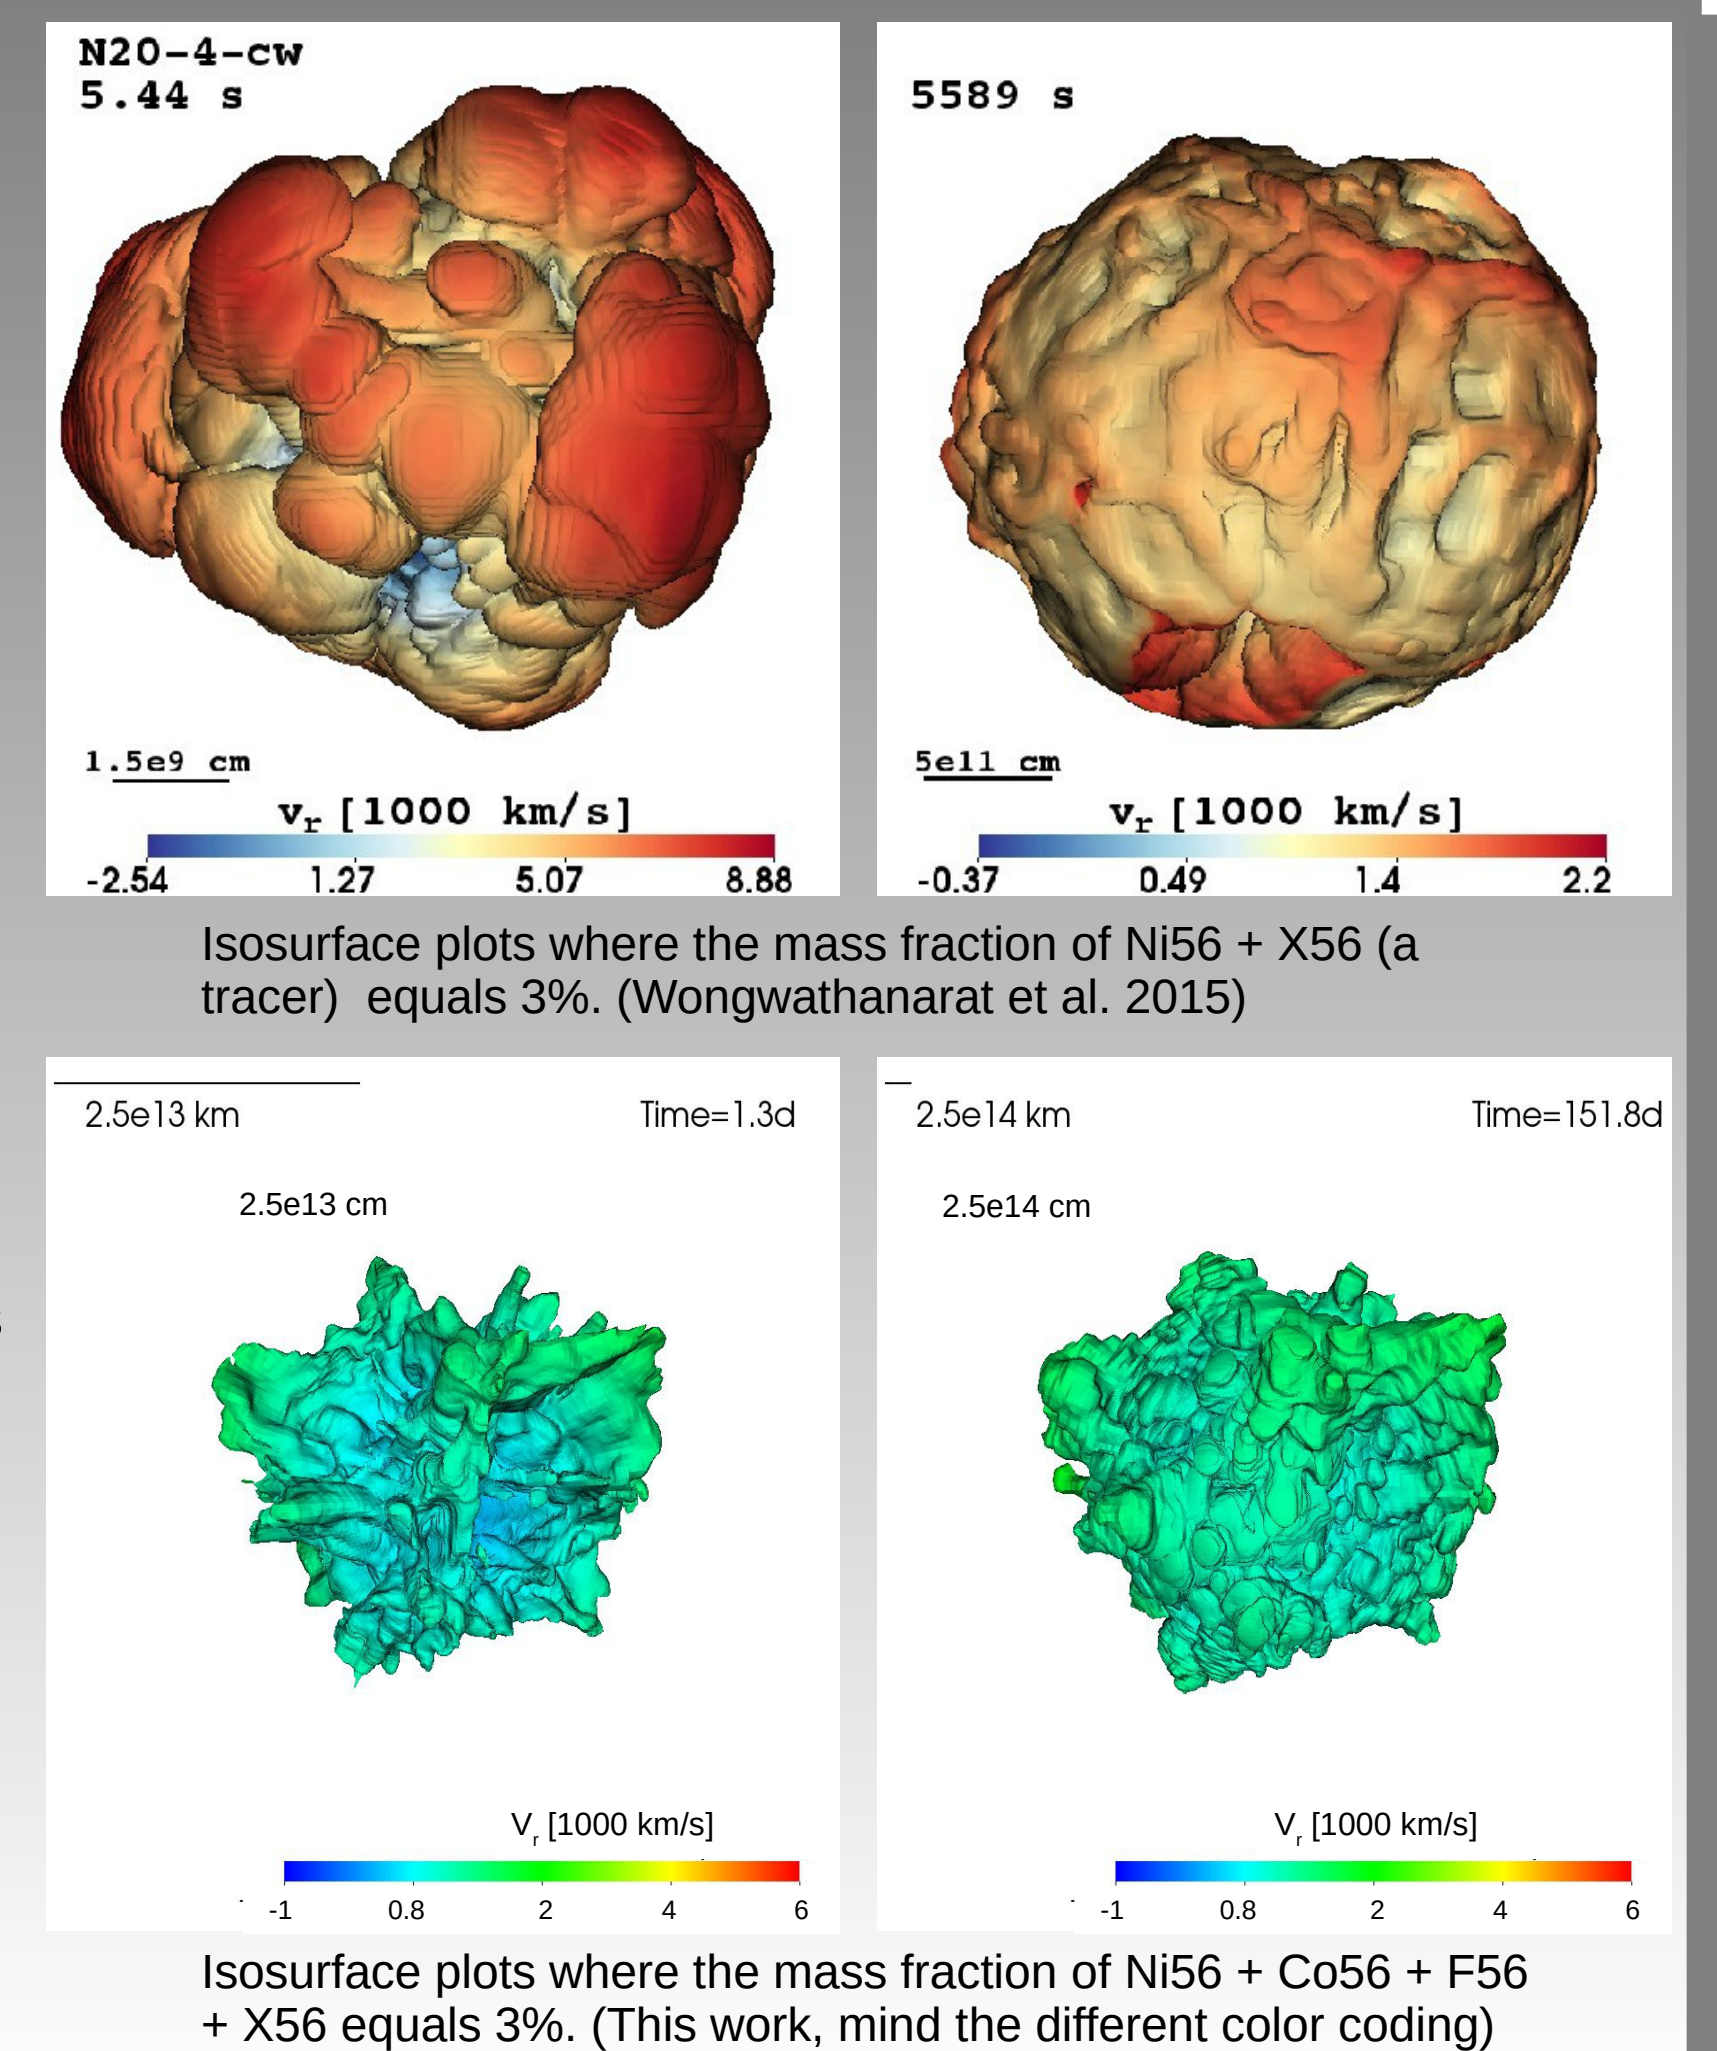 N20-4-cw
5.44 s
5589 s
1.5e9 cm
vr [1000 km/s]
-2.54 1.27 5.07 8.88
5e11 cm
vr [1000 km/s]
-0.37 0.49 1.4 2.2
Isosurface plots where the mass fraction of Ni56 + X56 (a
tracer)  equals 3%. (Wongwathanarat et al. 2015)
2.5e13 km
Time=1.3d
2.5e13 cm
Vr [1000 km/s]
-1 0.8 2 4 6
2.5e14 km
Time=151.8d
2.5e14 cm
Vr [1000 km/s]
-1 0.8 2 4 6
Isosurface plots where the mass fraction of Ni56 + Co56 + F56
+ X56 equals 3%. (This work, mind the different color coding)